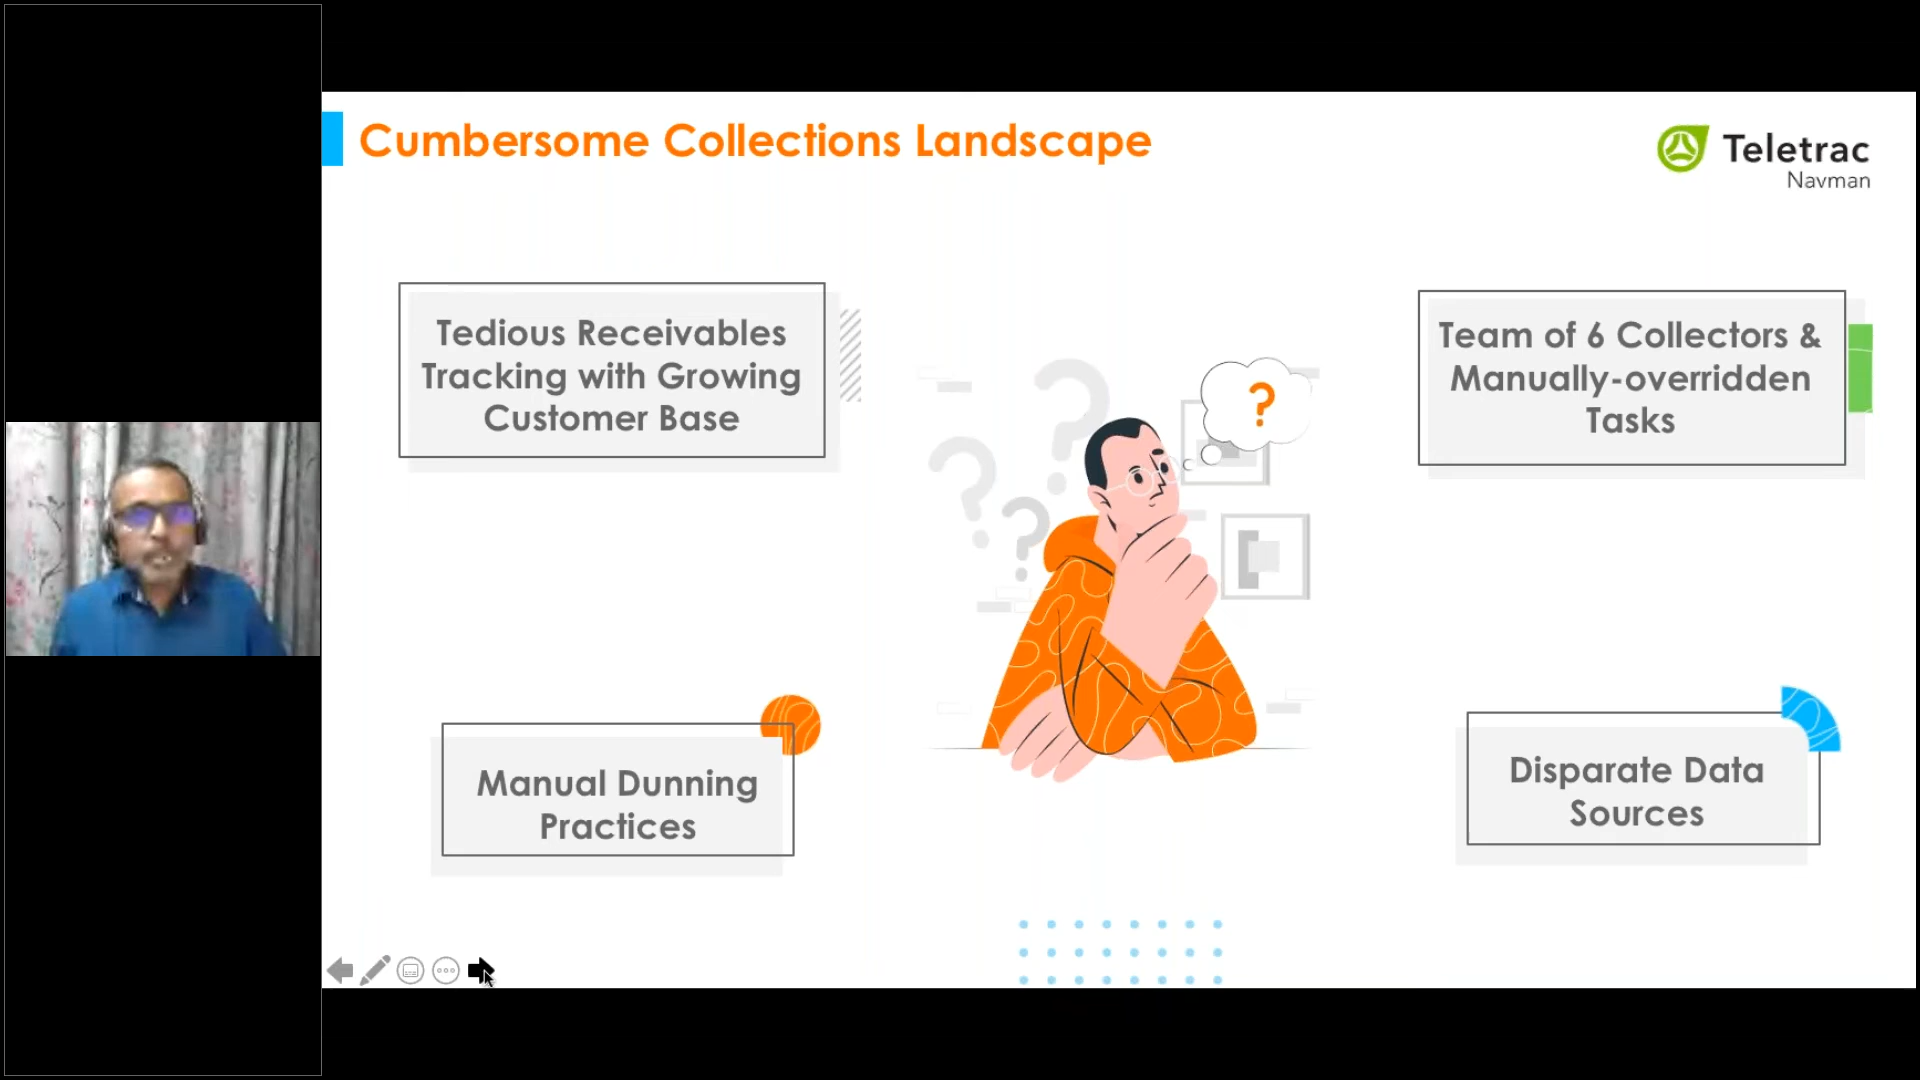 Cumbersome Collections Landscape
Teletrac
Navman
Tedious Receivables
Tracking with Growing
Customer Base
Team of 6 Collectors &
Manually-overridden
Tasks
?
Manual Dunning
Practices
Disparate Data
Sources